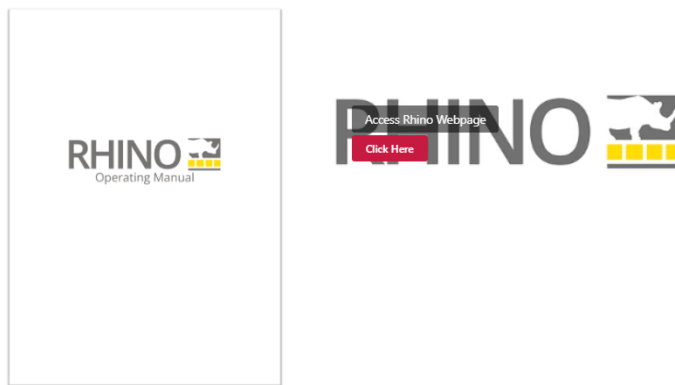 RHINO
Operating Manual
RHINO
Access Rhino Webpage
Click Here